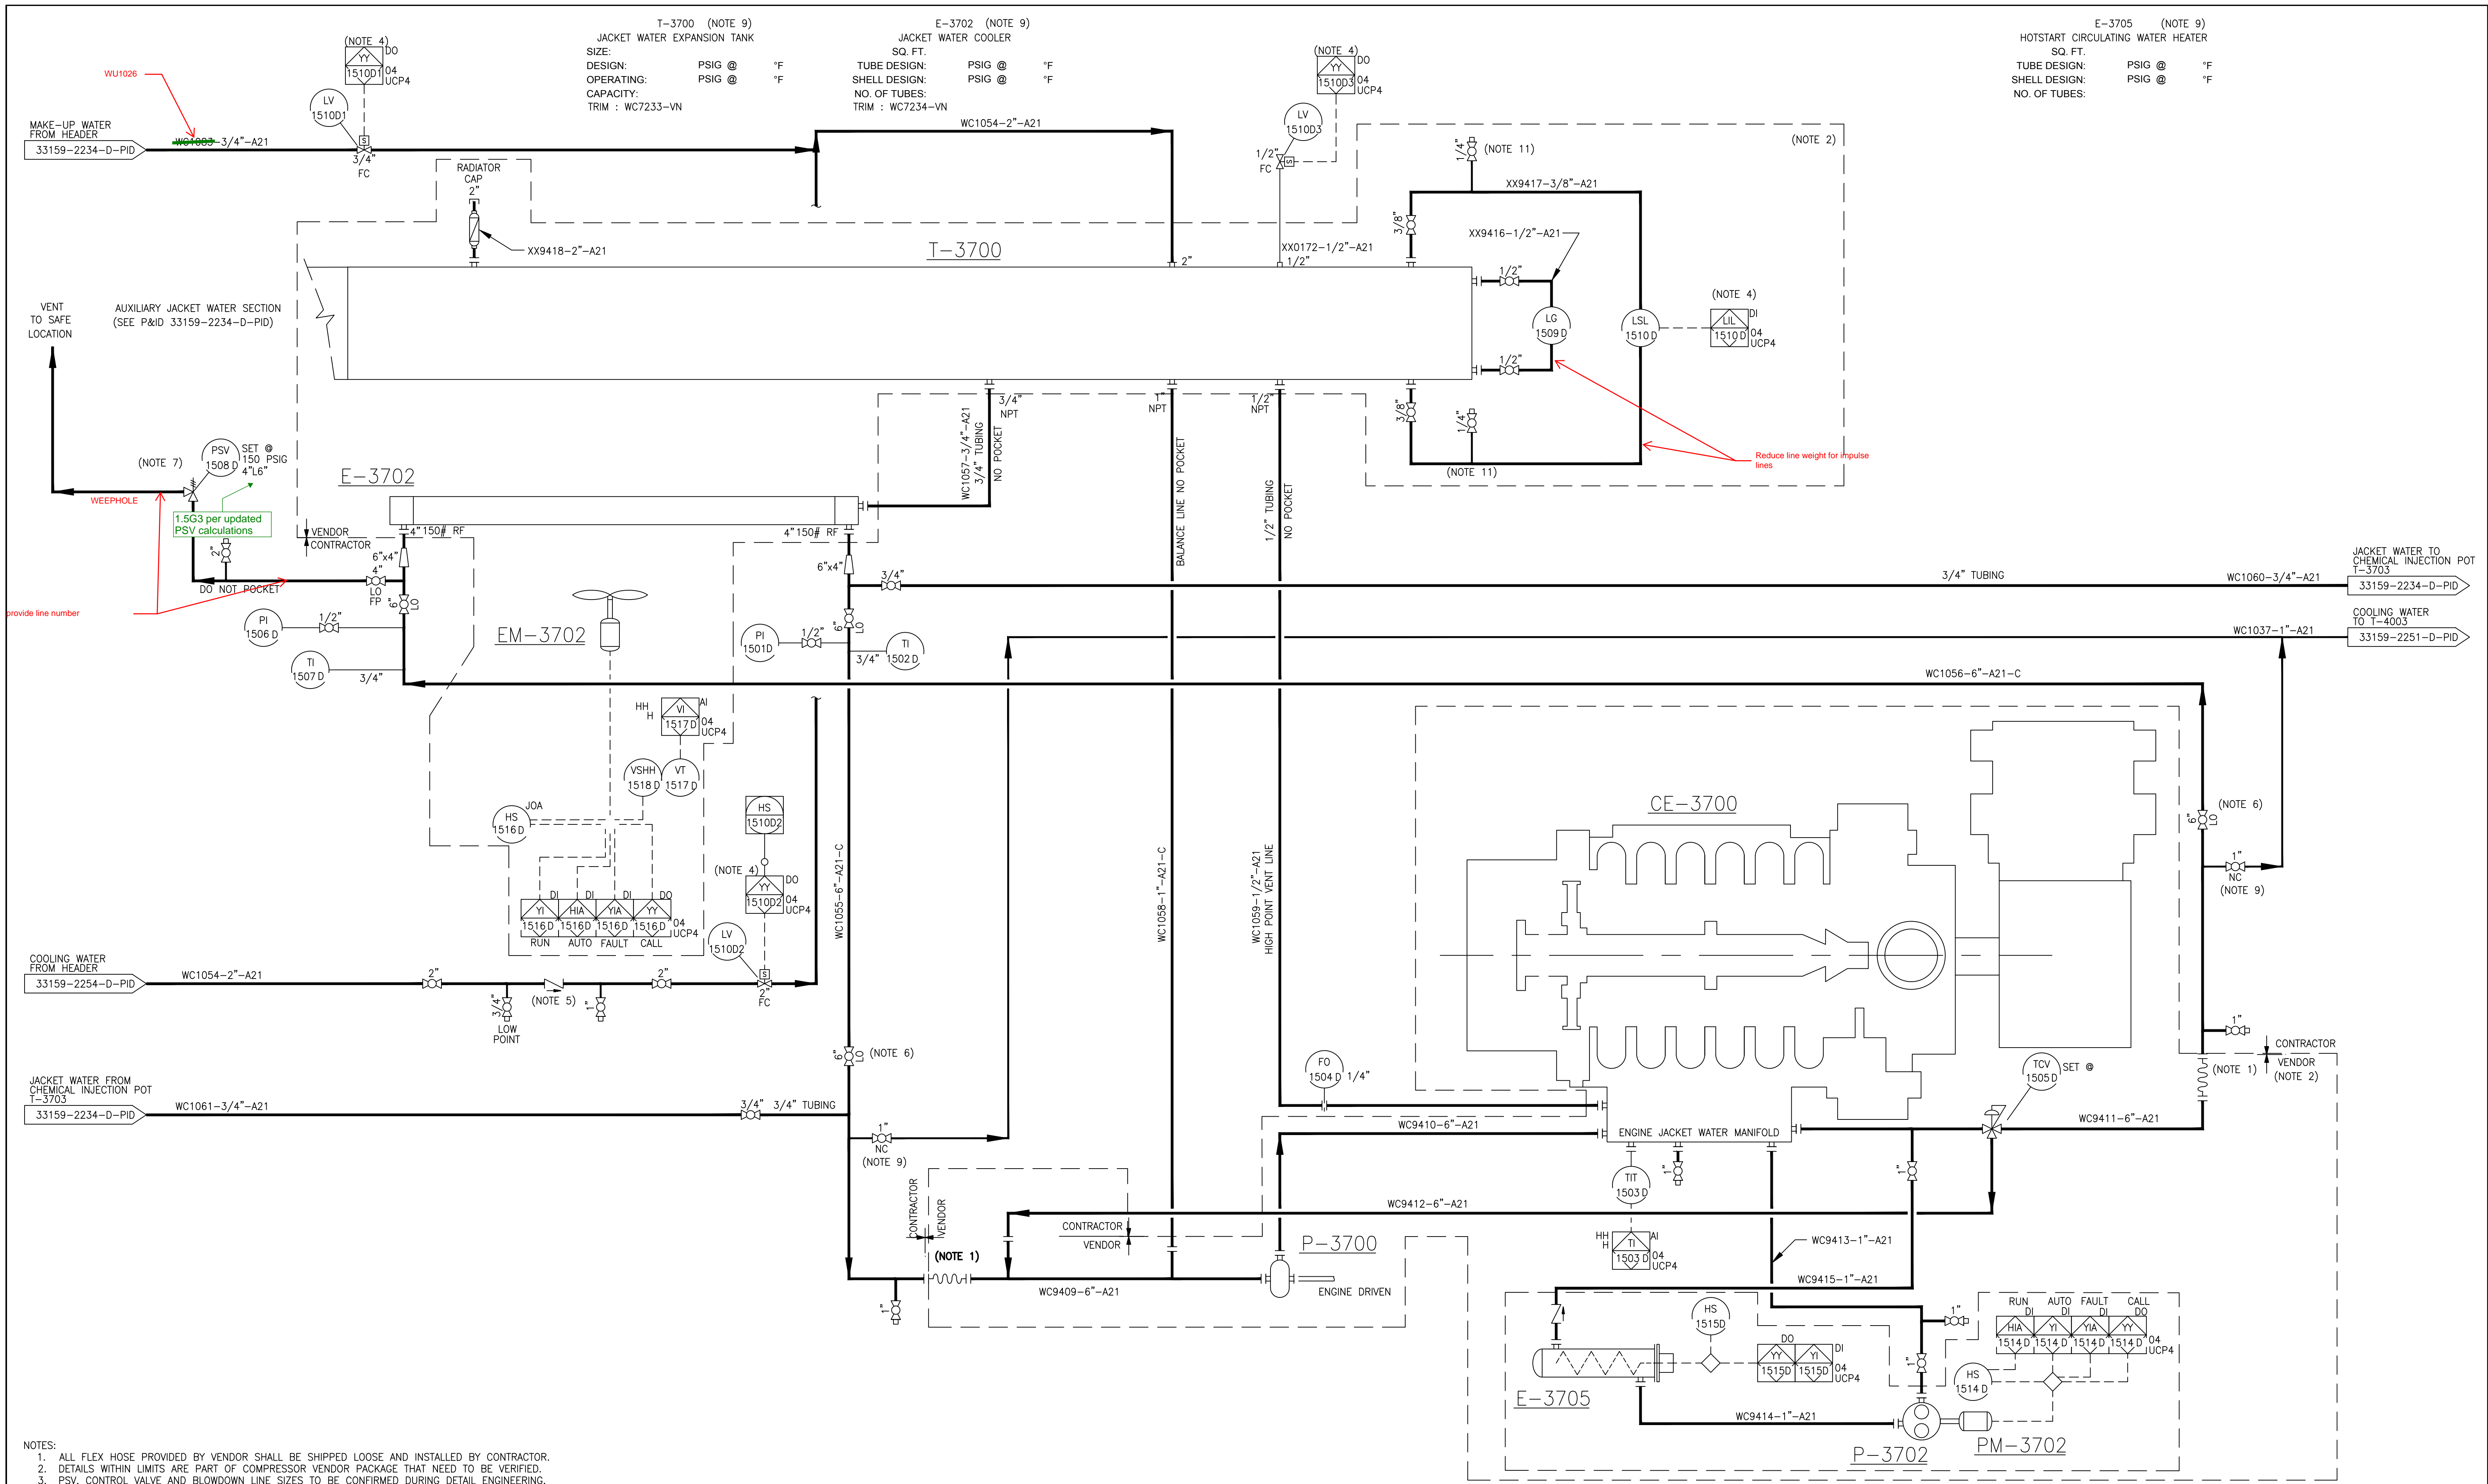 T-3700 (NOTE 9)
JACKET WATER EXPANSION TANK
SIZE:
DESIGN: PSIG @ °F
OPERATING: PSIG @ °F
CAPACITY:
TRIM : WC7233-VN
E-3702 (NOTE 9)
JACKET WATER COOLER
SQ. FT.
TUBE DESIGN: PSIG @ °F
SHELL DESIGN: PSIG @ °F
NO. OF TUBES:
TRIM : WC7234-VN
E-3705 (NOTE 9)
HOTSTART CIRCULATING WATER HEATER
SQ. FT.
TUBE DESIGN: PSIG @ °F
SHELL DESIGN: PSIG @ °F
NO. OF TUBES:
(NOTE 4)
DO
YY
1510D1
04
UCP4
LV
1510D1
WU1026
MAKE-UP WATER
FROM HEADER
33159-2234-D-PID
-3/4"-A21
S
3/4"
FC
WC1054-2"-A21
(NOTE 4)
DO
YY
1510D3
04
UCP4
LV
1510D3
1/2"
FC
S
(NOTE 2)
1/4"
(NOTE 11)
XX9417-3/8"-A21
RADIATOR
CAP
2"
XX9418-2"-A21
T-3700
2"
XX0172-1/2"-A21
1/2"
3/8"
XX9416-1/2"-A21
1/2"
LG
1509 D
1/2"
LSL
1510 D
(NOTE 4)
LIL
1510 D
DI
04
UCP4
VENT
TO SAFE
LOCATION
AUXILIARY JACKET WATER SECTION
(SEE P&ID 33159-2234-D-PID)
3/8"
1/4"
(NOTE 11)
Reduce line weight for impulse
lines
(NOTE 7)
PSV
1508 D
SET @
150 PSIG
4"L6"
WEEPHOLE
1.5G3 per updated
PSV calculations
2"
DO NOT POCKET
provide line number
E-3702
VENDOR
CONTRACTOR
4"150# RF
6"x4"
4"
LO
FP
6"
LO
4"150# RF
6"x4"
3/4"
6"
LO
WC1057-3/4"-A21
3/4" TUBING
NO POCKET
3/4"
NPT
1"
NPT
BALANCE LINE NO POCKET
1/2"
NPT
1/2" TUBING
NO POCKET
3/4" TUBING
WC1060-3/4"-A21
JACKET WATER TO
CHEMICAL INJECTION POT
T-3703
33159-2234-D-PID
COOLING WATER
TO T-4003
WC1037-1"-A21
33159-2251-D-PID
PI
1506 D
1/2"
TI
1507 D
3/4"
EM-3702
PI
1501D
1/2"
3/4"
TI
1502 D
WC1056-6"-A21-C
HH
H
VI
1517 D
AI
04
UCP4
VSHH
1518 D
VT
1517 D
HS
1516 D
JOA
HS
1510D2
(NOTE 4)
DO
YY
1510D2
04
UCP4
LV
1510D2
DI DI DI DO
YI HIA YIA YY
1516 D 1516 D 1516 D 1516 D
04
UCP4
RUN AUTO FAULT CALL
COOLING WATER
FROM HEADER
33159-2254-D-PID
WC1054-2"-A21
2"
3/4"
LOW
POINT
(NOTE 5)
1"
2"
S
2"
FC
WC1055-6"-A21-C
WC1058-1"-A21-C
WC1059-1/2"-A21
HIGH POINT VENT LINE
CE-3700
6"
LO
(NOTE 6)
1"
NC
(NOTE 9)
1"
CONTRACTOR
VENDOR
(NOTE 2)
(NOTE 1)
6"
LO
(NOTE 6)
JACKET WATER FROM
CHEMICAL INJECTION POT
T-3703
33159-2234-D-PID
WC1061-3/4"-A21
3/4"
3/4" TUBING
1"
NC
(NOTE 9)
FO
1504 D
1/4"
TCV
1505 D
SET @
WC9410-6"-A21
ENGINE JACKET WATER MANIFOLD
WC9411-6"-A21
TIT
1503 D
1"
1"
CONTRACTOR
VENDOR
WC9412-6"-A21
CONTRACTOR
VENDOR
(NOTE 1)
1"
WC9409-6"-A21
P-3700
ENGINE DRIVEN
HH
H
TI
1503 D
AI
04
UCP4
WC9413-1"-A21
WC9415-1"-A21
HS
1515D
DO
YY YI
DI
1515D 1515D
04
UCP4
E-3705
WC9414-1"-A21
1"
1"
RUN AUTO FAULT CALL
DI DI DI DO
HIA YI YIA YY
1514 D 1514 D 1514 D 1514 D
04
UCP4
HS
1514 D
P-3702
PM-3702
NOTES:
1. ALL FLEX HOSE PROVIDED BY VENDOR SHALL BE SHIPPED LOOSE AND INSTALLED BY CONTRACTOR.
2. DETAILS WITHIN LIMITS ARE PART OF COMPRESSOR VENDOR PACKAGE THAT NEED TO BE VERIFIED.
3. PSV, CONTROL VALVE AND BLOWDOWN LINE SIZES TO BE CONFIRMED DURING DETAIL ENGINEERING.